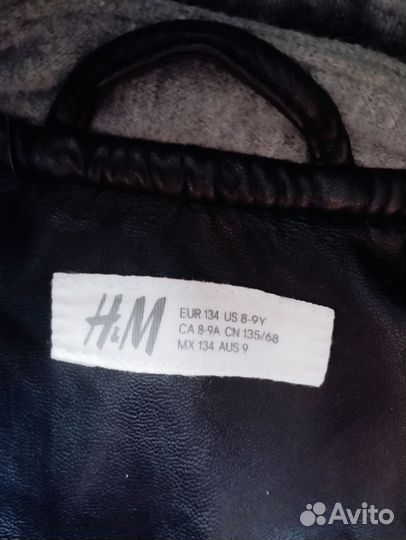 H&M
EUR 134 US 8-9Y
CA 8-9A CN 135/68
MX 134 AUS 9
Avito